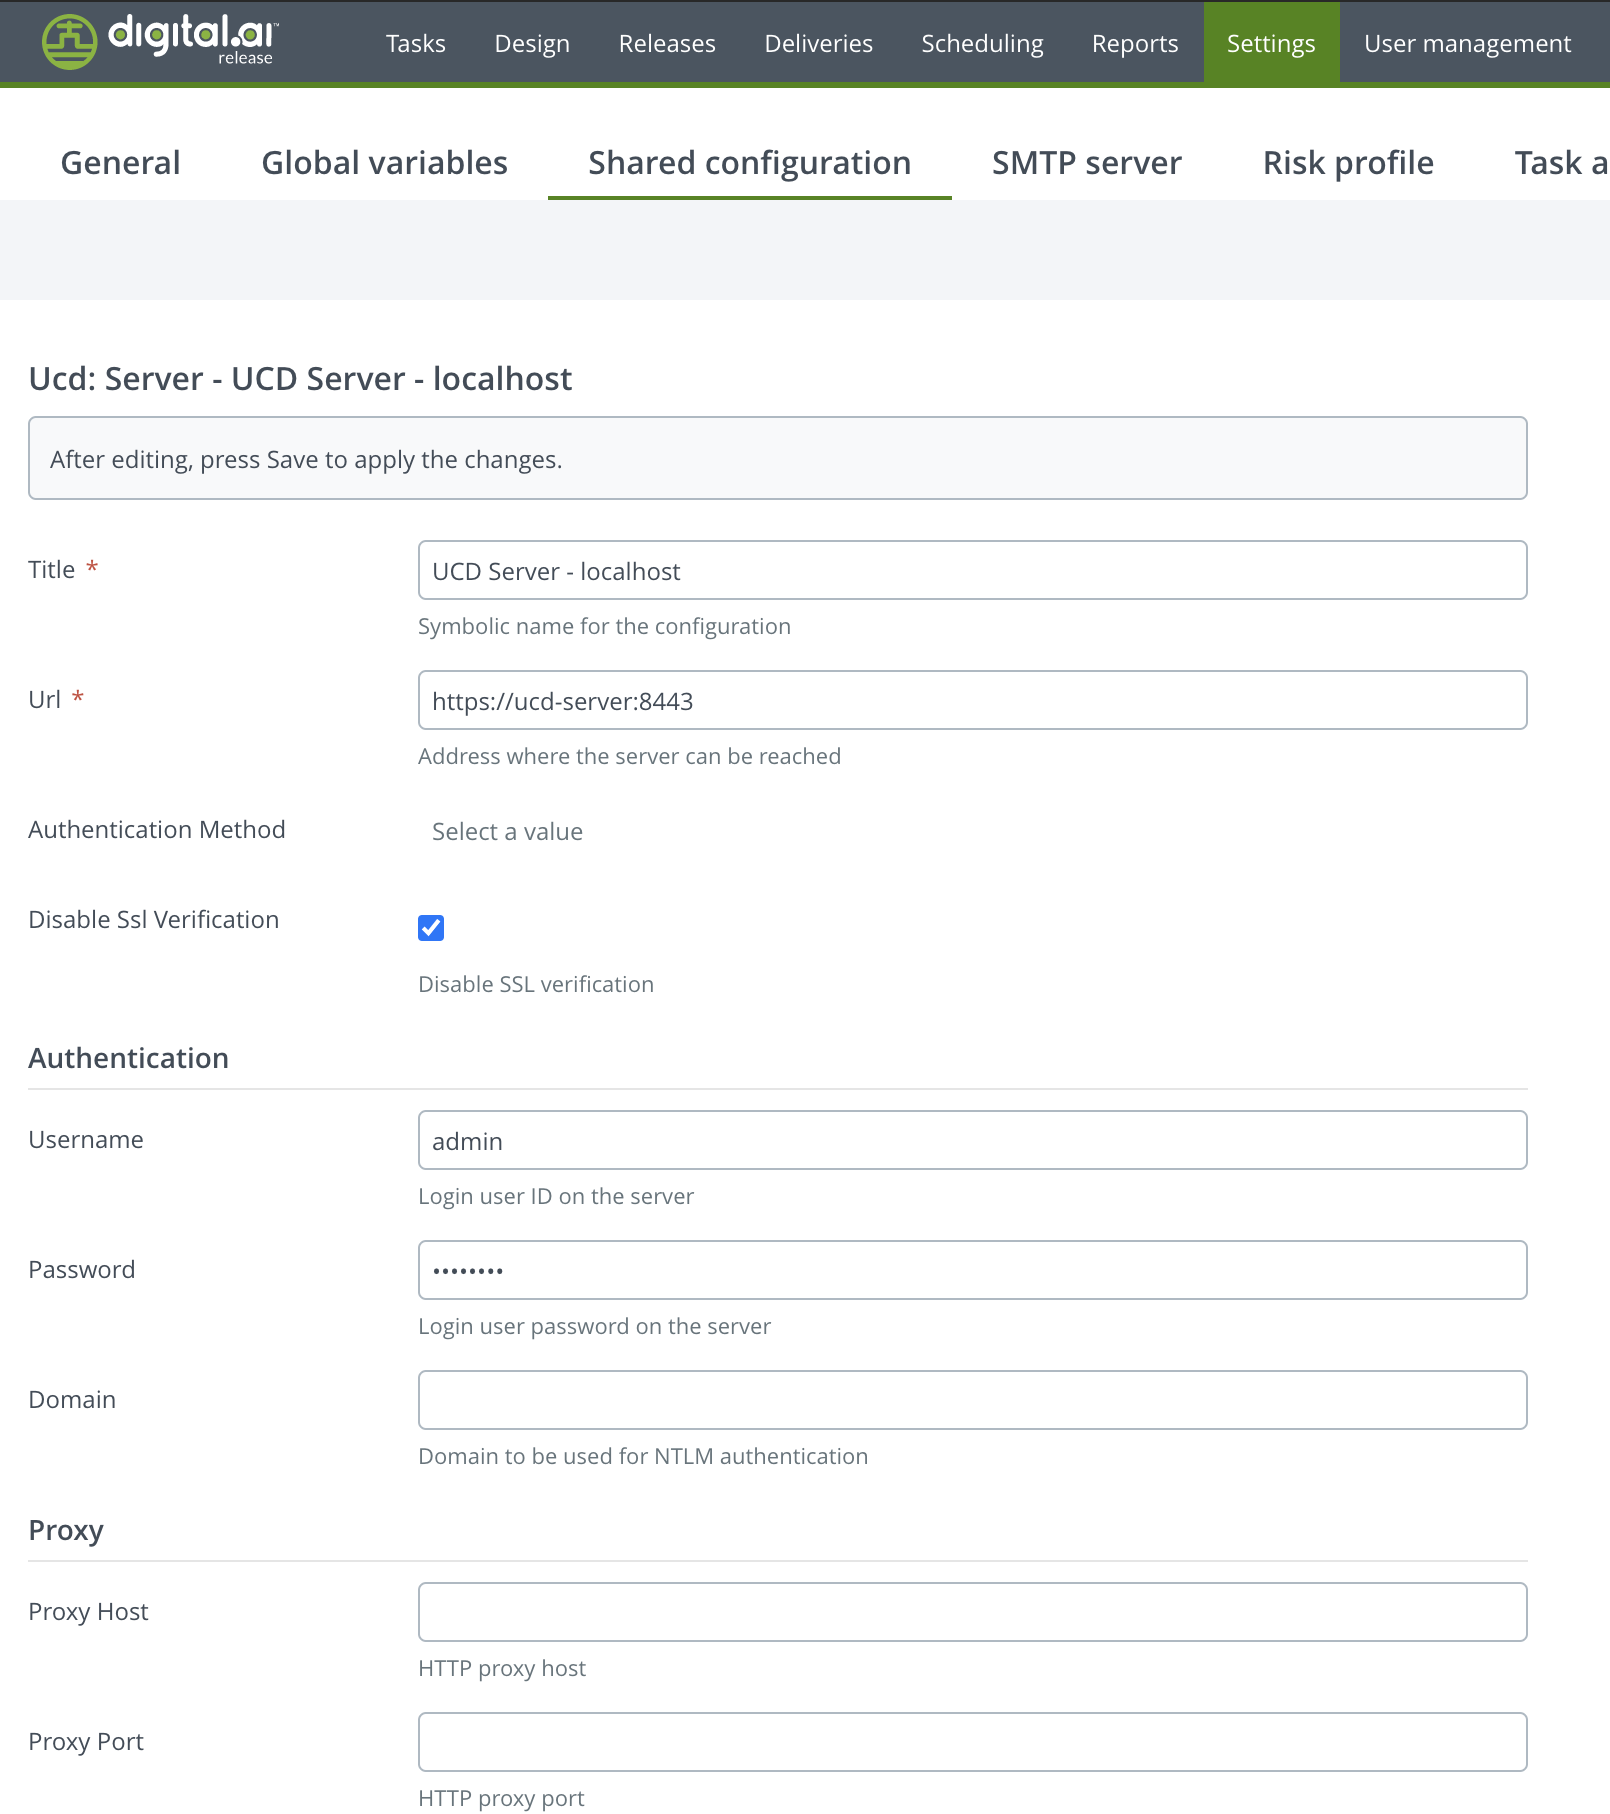 digital.ai™
release
Tasks Design Releases Deliveries Scheduling Reports Settings User management
General Global variables Shared configuration SMTP server Risk profile Task a
Ucd: Server - UCD Server - localhost
After editing, press Save to apply the changes.
Title *
UCD Server - localhost
Symbolic name for the configuration
Url *
https://ucd-server:8443
Address where the server can be reached
Authentication Method
Select a value
Disable Ssl Verification
Disable SSL verification
Authentication
Username
admin
Login user ID on the server
Password
••••••••
Login user password on the server
Domain
Domain to be used for NTLM authentication
Proxy
Proxy Host
HTTP proxy host
Proxy Port
HTTP proxy port